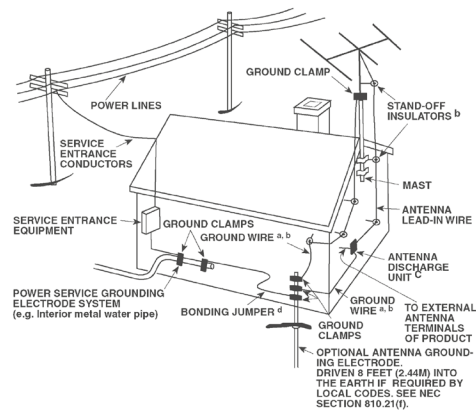 GROUND CLAMP
POWER LINES
STAND-OFF
INSULATORS b
SERVICE
ENTRANCE
CONDUCTORS
MAST
ANTENNA
LEAD-IN WIRE
SERVICE ENTRANCE
EQUIPMENT
GROUND CLAMPS
GROUND WIRE a, b
ANTENNA
DISCHARGE
UNIT C
POWER SERVICE GROUNDING
ELECTRODE SYSTEM
(e.g. Interior metal water pipe)
BONDING JUMPER d
GROUND
WIRE a, b
TO EXTERNAL
ANTENNA
TERMINALS
OF PRODUCT
GROUND
CLAMPS
OPTIONAL ANTENNA GROUND-
ING ELECTRODE.
DRIVEN 8 FEET (2.44M) INTO
THE EARTH IF REQUIRED BY
LOCAL CODES. SEE NEC
SECTION 810.21(f).